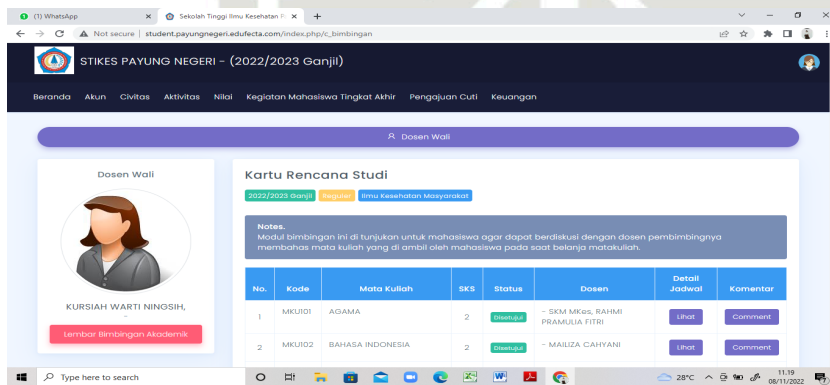 (1) WhatsApp
Sekolah Tinggi Ilmu Kesehatan P
Not secure | student.payungnegeri.edufecta.com/index.php/c_bimbingan
STIKES PAYUNG NEGERI - (2022/2023 Ganjil)
Beranda Akun Civitas Aktivitas Nilai Kegiatan Mahasiswa Tingkat Akhir Pengajuan Cuti Keuangan
Dosen Wali
Dosen Wali
KURSIAH WARTI NINGSIH,
-
Lembar Bimbingan Akademik
Kartu Rencana Studi
2022/2023 Ganjil Reguler Ilmu Kesehatan Masyarakat
Notes.
Modul bimbingan ini di tunjukan untuk mahasiswa agar dapat berdiskusi dengan dosen pembimbingnya
membahas mata kuliah yang di ambil oleh mahasiswa pada saat belanja matakuliah.
No. Kode Mata Kuliah SKS Status Dosen Detail Jadwal Komentar
1 MKU101 AGAMA 2 Disetujui - SKM MKes, RAHMI PRAMULIA FITRI Lihat Comment
2 MKU102 BAHASA INDONESIA 2 Disetujui - MAILIZA CAHYANI Lihat Comment
Type here to search
28°C
11.19
08/11/2022